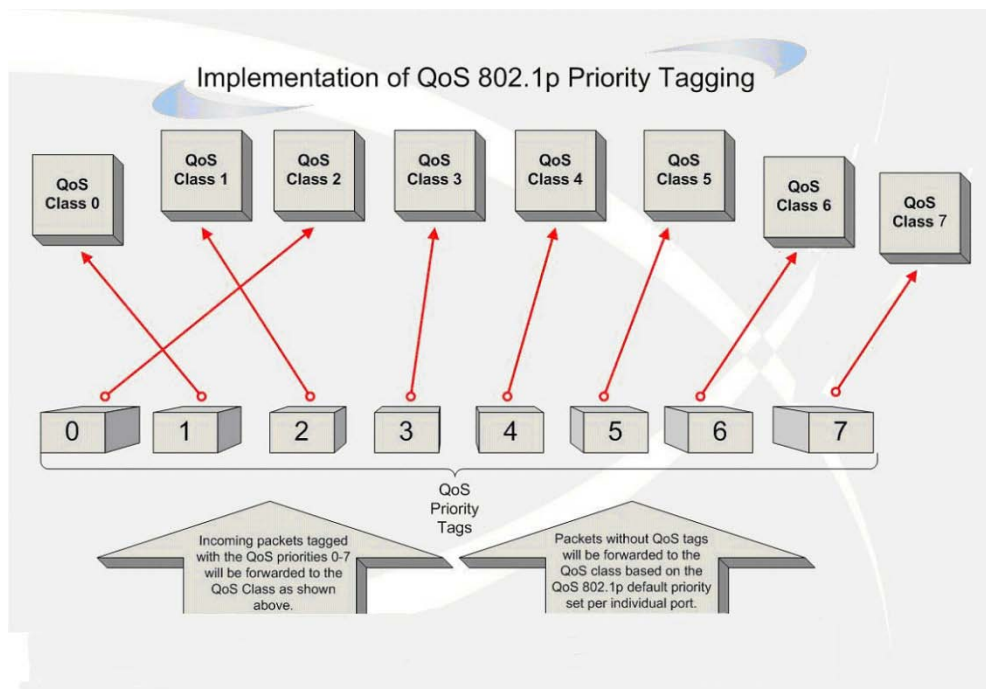 Implementation of QoS 802.1p Priority Tagging
QoS
Class 0
QoS
Class 1
QoS
Class 2
QoS
Class 3
QoS
Class 4
QoS
Class 5
QoS
Class 6
QoS
Class 7
0
1
2
3
4
5
6
7
QoS
Priority
Tags
Incoming packets tagged
with the QoS priorities 0-7
will be forwarded to the
QoS Class as shown
above.
Packets without QoS tags
will be forwarded to the
QoS class based on the
QoS 802.1p default priority
set per individual port.